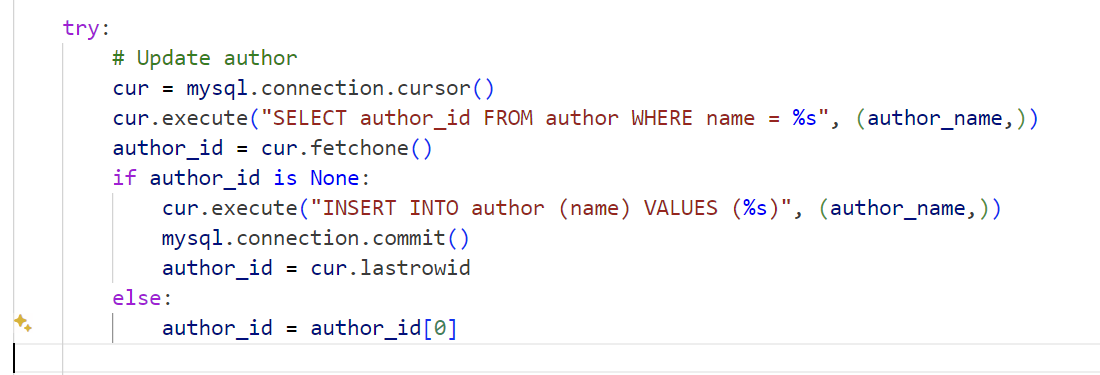 try:
# Update author
cur = mysql.connection.cursor()
cur.execute("SELECT author_id FROM author WHERE name = %s", (author_name,))
author_id = cur.fetchone()
if author_id is None:
cur.execute("INSERT INTO author (name) VALUES (%s)", (author_name,))
mysql.connection.commit()
author_id = cur.lastrowid
else:
author_id = author_id[0]